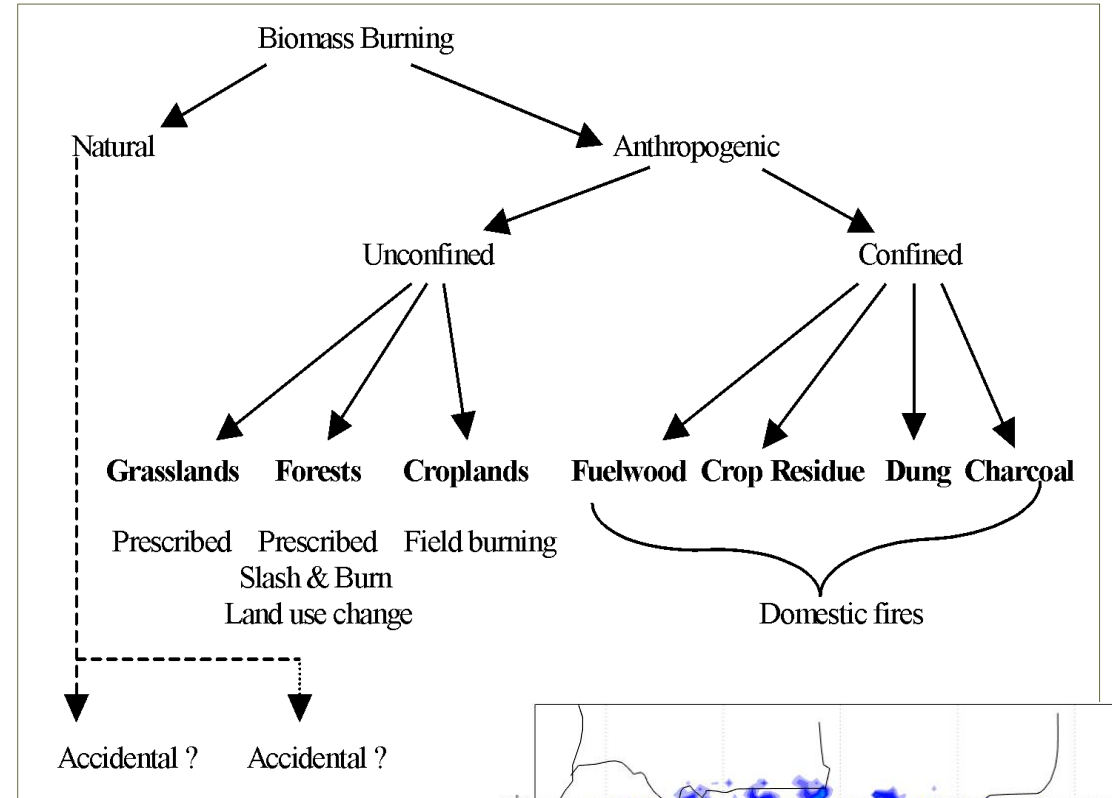 Biomass Burning
Natural
Anthropogenic
Unconfined
Confined
Grasslands Forests Croplands Fuelwood Crop Residue Dung Charcoal
Prescribed Prescribed Field burning
Slash & Burn
Land use change
Domestic fires
Accidental ? Accidental ?